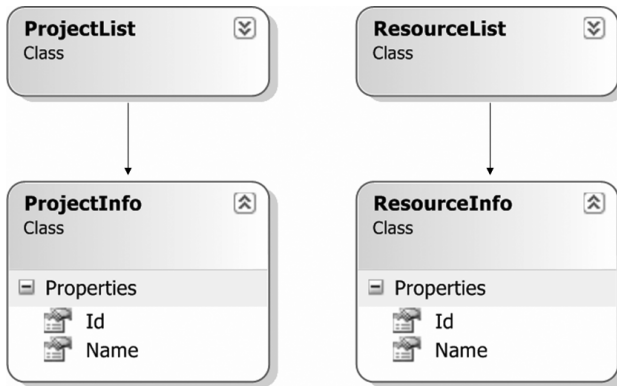 ProjectList
Class
ResourceList
Class
ProjectInfo
Class
Properties
Id
Name
ResourceInfo
Class
Properties
Id
Name